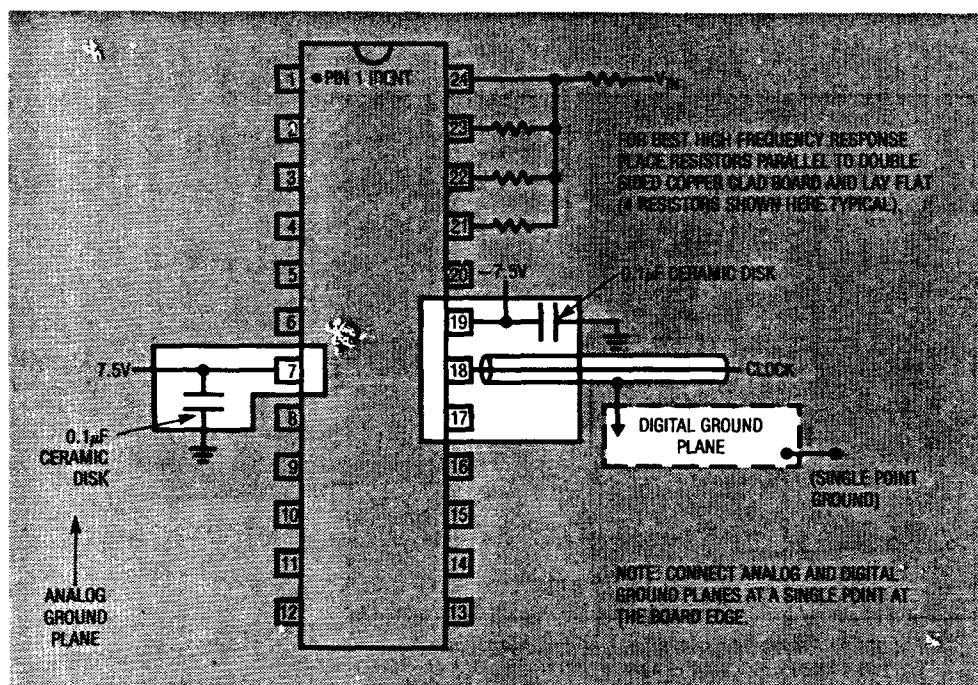 1
PIN 1 IDENT
24
V IN
2
23
FOR BEST HIGH FREQUENCY RESPONSE
PLACE RESISTORS PARALLEL TO DOUBLE
SIDED COPPER CLAD BOARD AND LAY FLAT
(4 RESISTORS SHOWN HERE TYPICAL).
3
22
4
21
5
20
–7.5V
0.1µF CERAMIC DISK
6
19
7.5V
7
18
CLOCK
8
17
DIGITAL GROUND
PLANE
0.1µF
CERAMIC
DISK
9
16
(SINGLE POINT
GROUND)
10
15
11
14
NOTE: CONNECT ANALOG AND DIGITAL
GROUND PLANES AT A SINGLE POINT AT
THE BOARD EDGE.
ANALOG
GROUND
PLANE
12
13